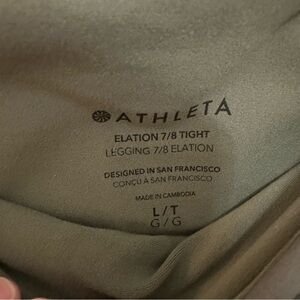 ATHLETA
ELATION 7/8 TIGHT
LEGGING 7/8 ELATION
DESIGNED IN SAN FRANCISCO
CONÇU À SAN FRANCISCO
MADE IN CAMBODIA
L/T
G/G